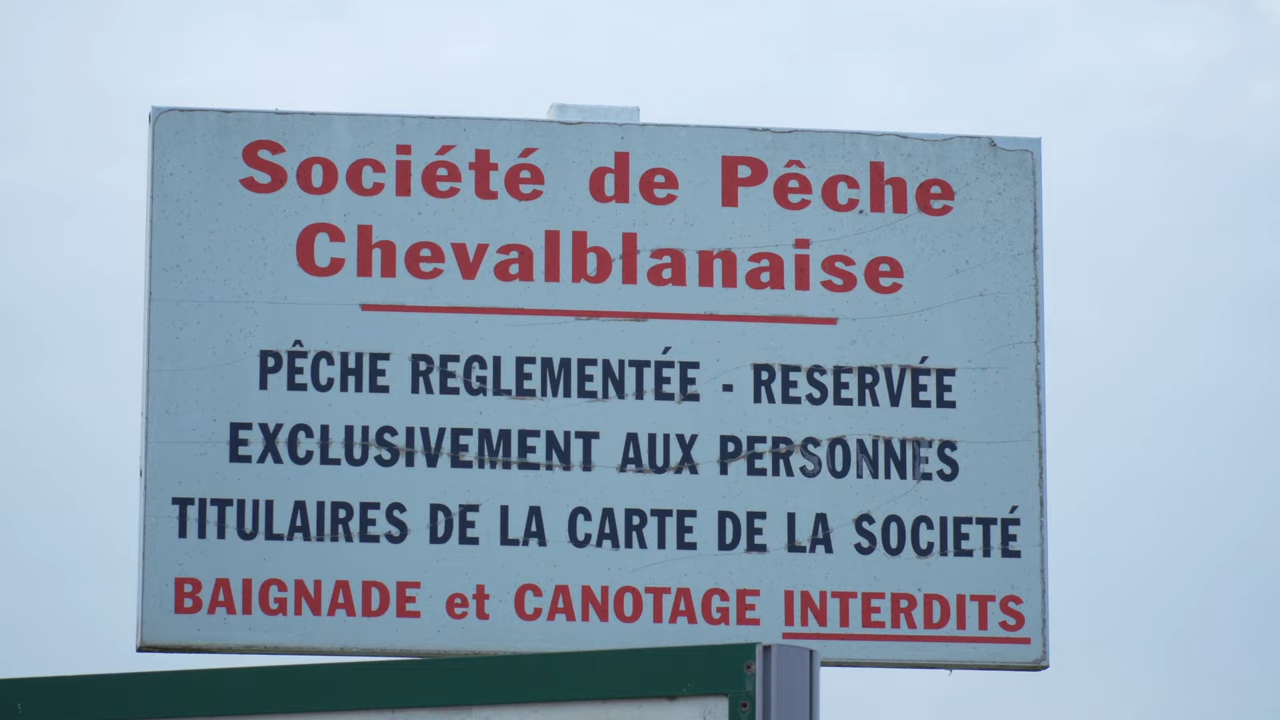 Société de Pêche
Chevalblanaise
PÊCHE REGLEMENTÉE - RESERVÉE
EXCLUSIVEMENT AUX PERSONNES
TITULAIRES DE LA CARTE DE LA SOCIETÉ
BAIGNADE et CANOTAGE INTERDITS